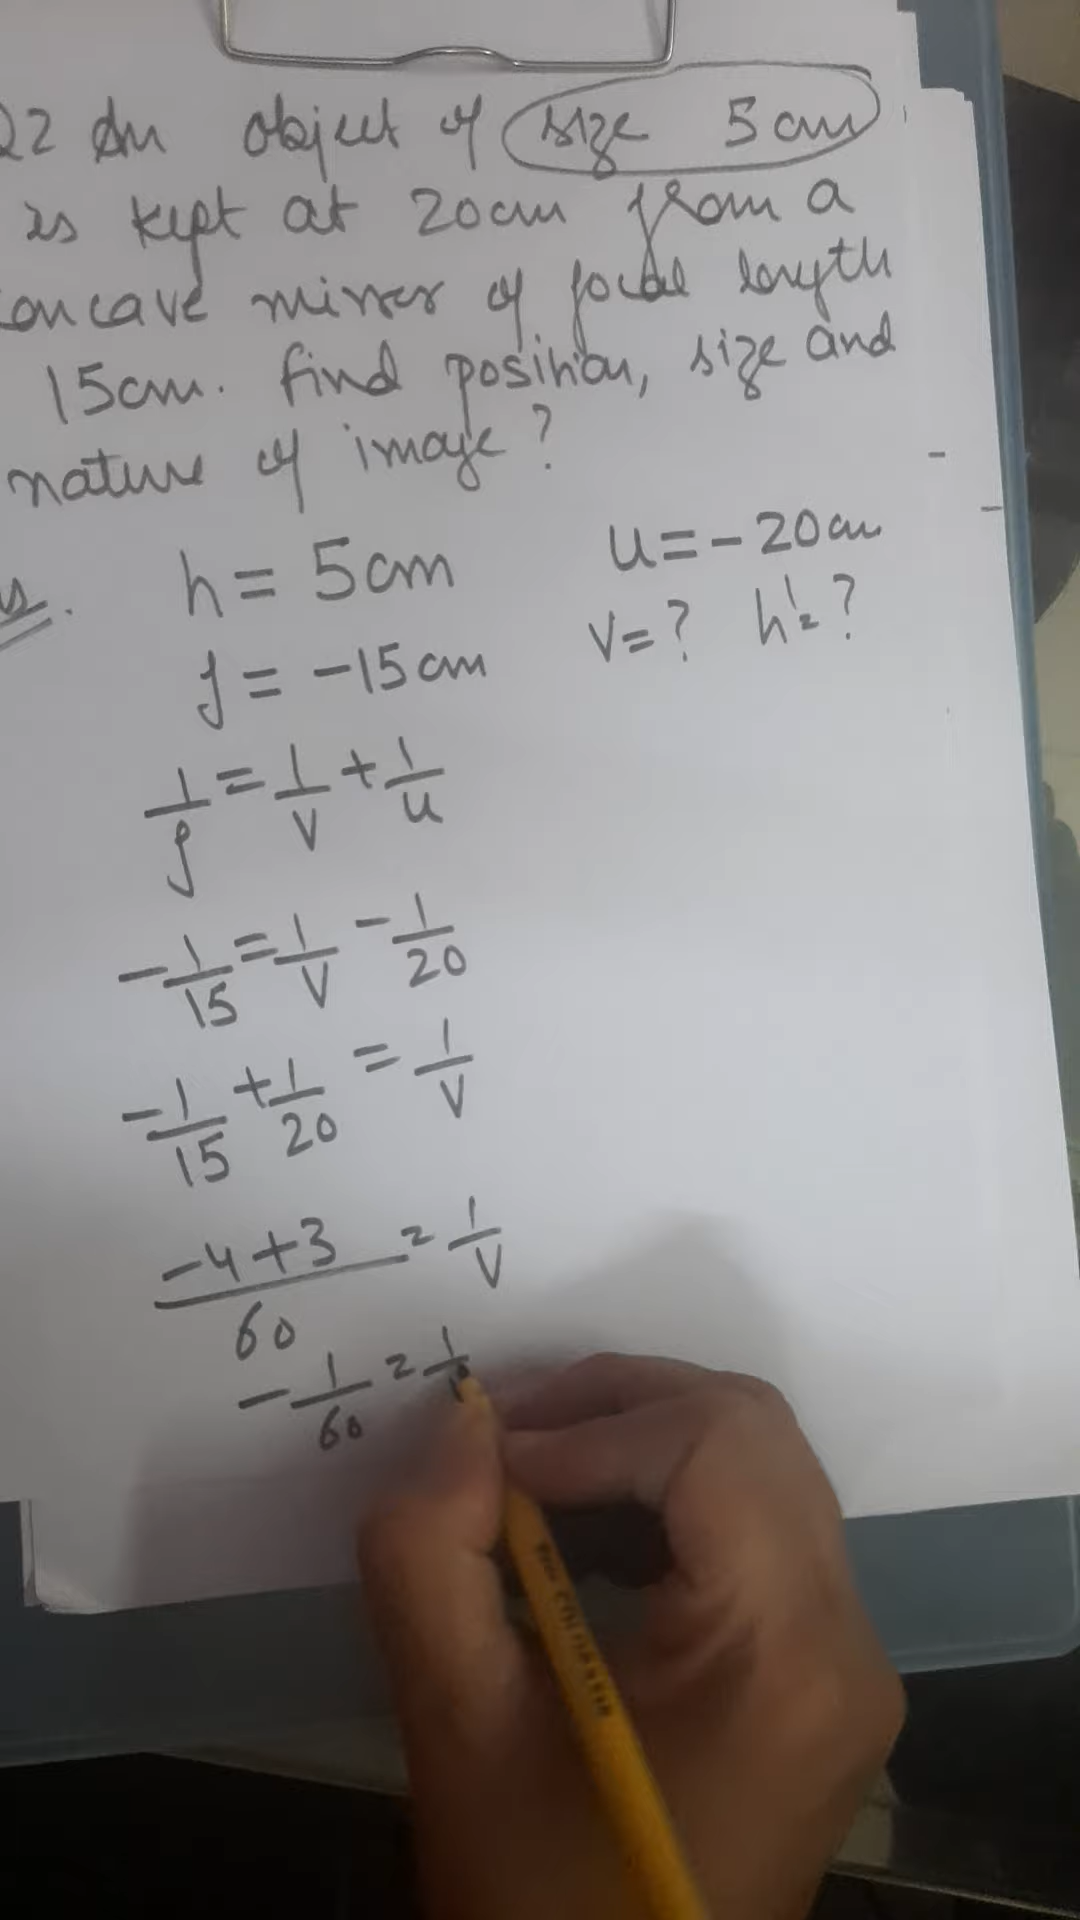 Q2 An object of size 5cm
is kept at 20cm from a
concave mirror of focal length
15cm. find position, size and
nature of image?
h = 5cm u = -20cm
f = -15cm v = ? h' = ?
1/f = 1/v + 1/u
-1/15 = 1/v - 1/20
-1/15 + 1/20 = 1/v
(-4+3)/60 = 1/v
-1/60 = 1/v